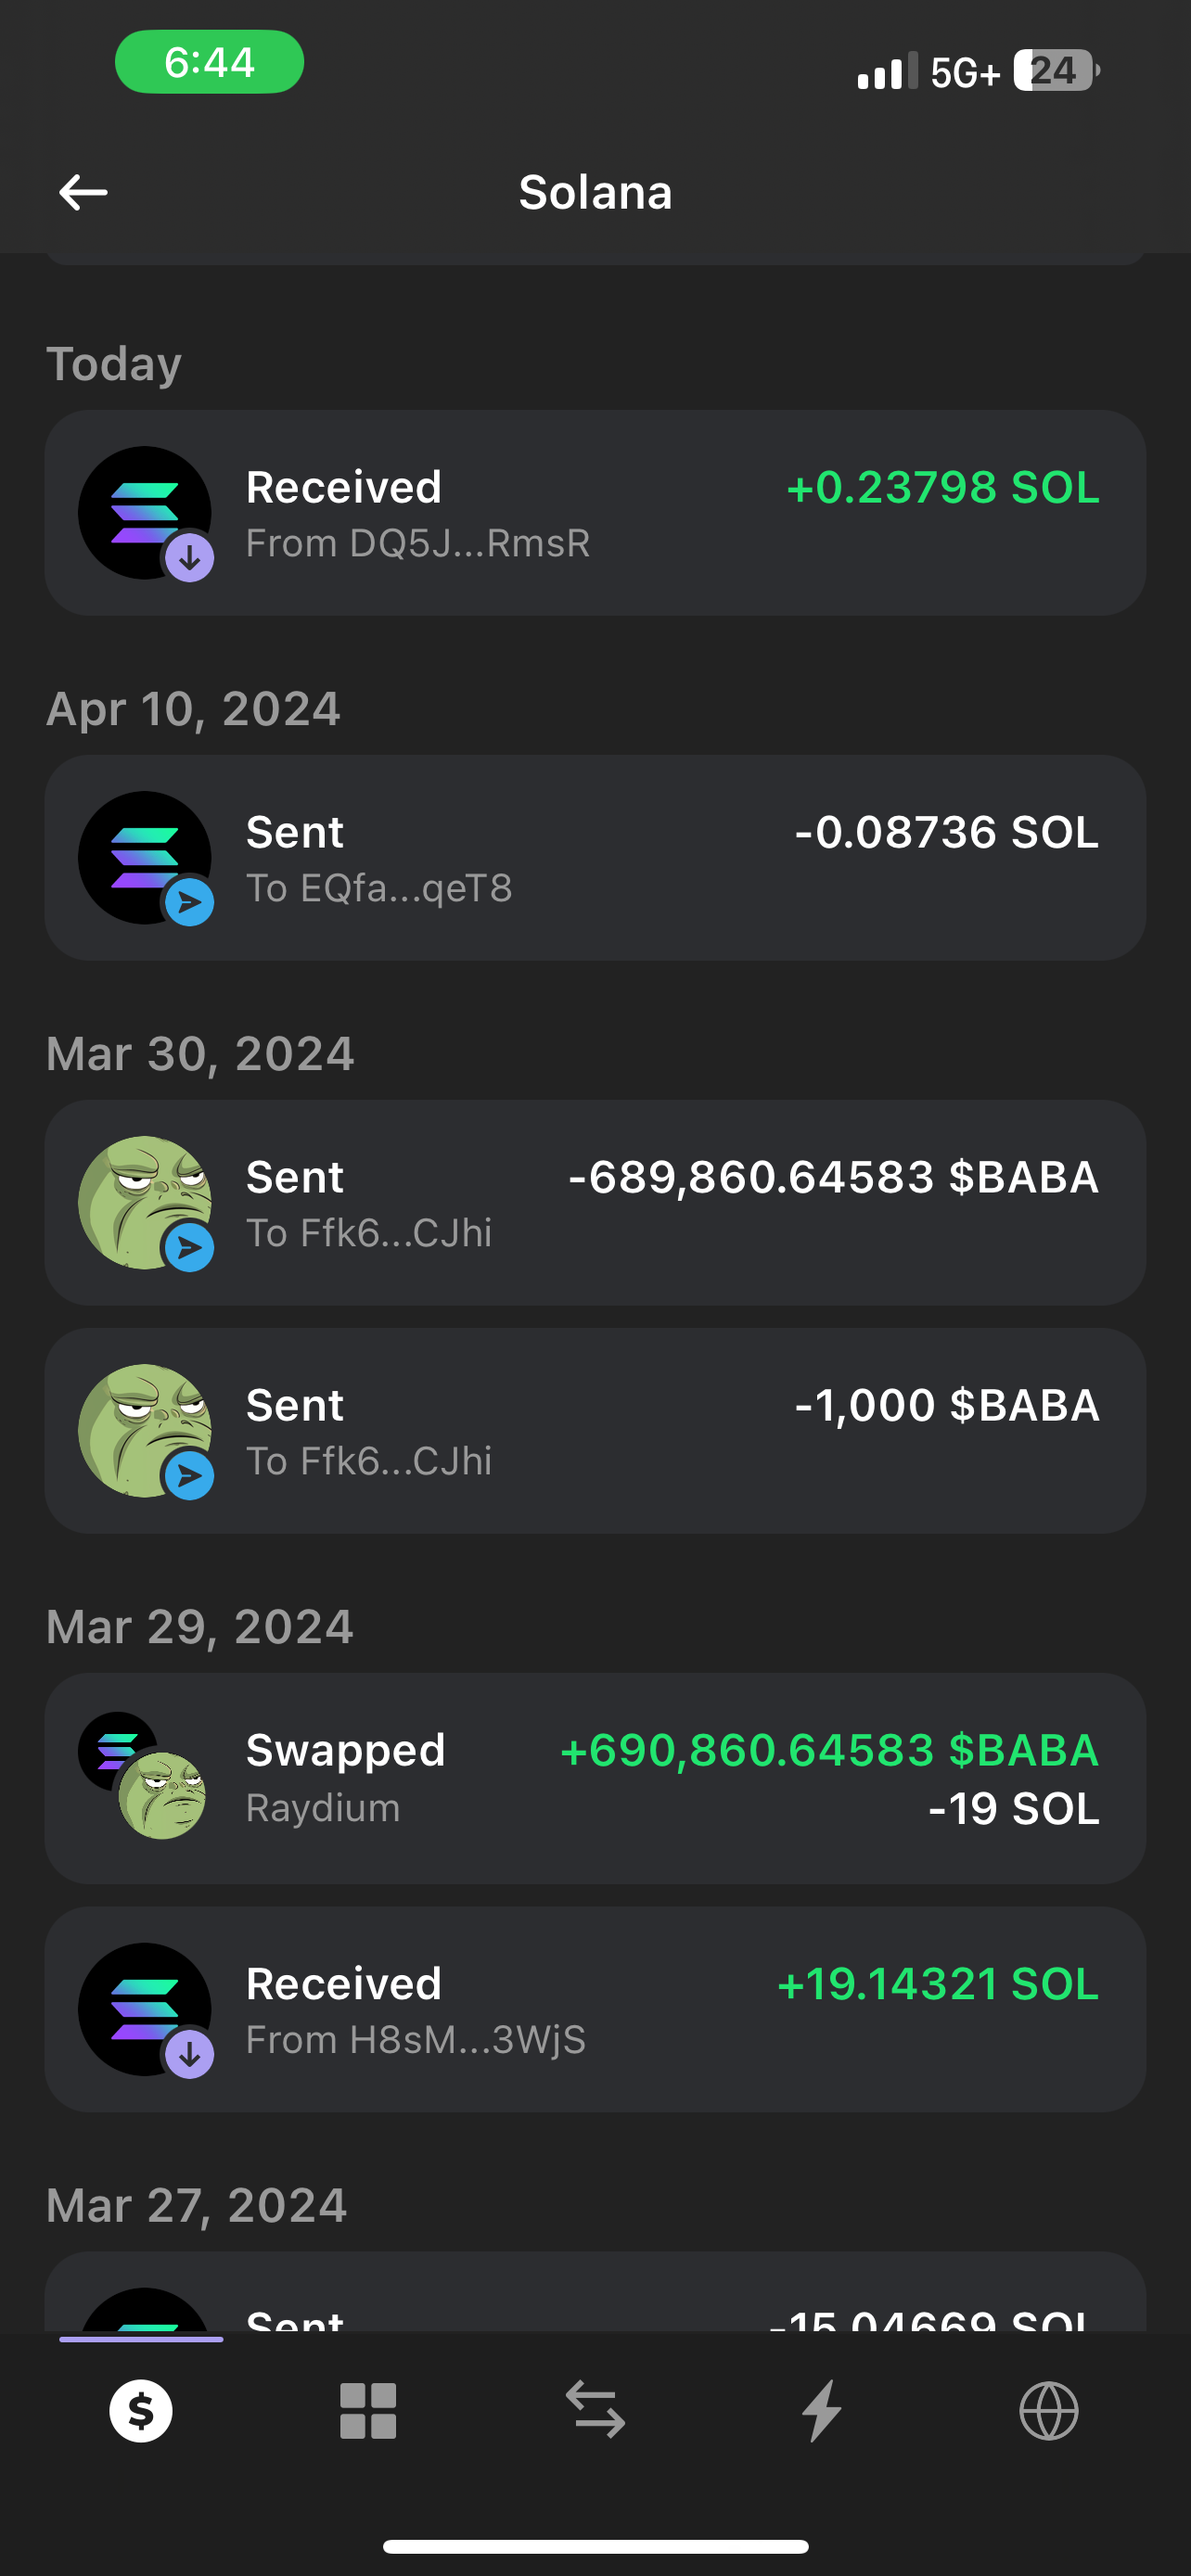 6:44
5G+ 24
Solana
Today
Received +0.23798 SOL
From DQ5J...RmsR
Apr 10, 2024
Sent -0.08736 SOL
To EQfa...qeT8
Mar 30, 2024
Sent -689,860.64583 $BABA
To Ffk6...CJhi
Sent -1,000 $BABA
To Ffk6...CJhi
Mar 29, 2024
Swapped +690,860.64583 $BABA
Raydium -19 SOL
Received +19.14321 SOL
From H8sM...3WjS
Mar 27, 2024
Sent -15.04669 SOL